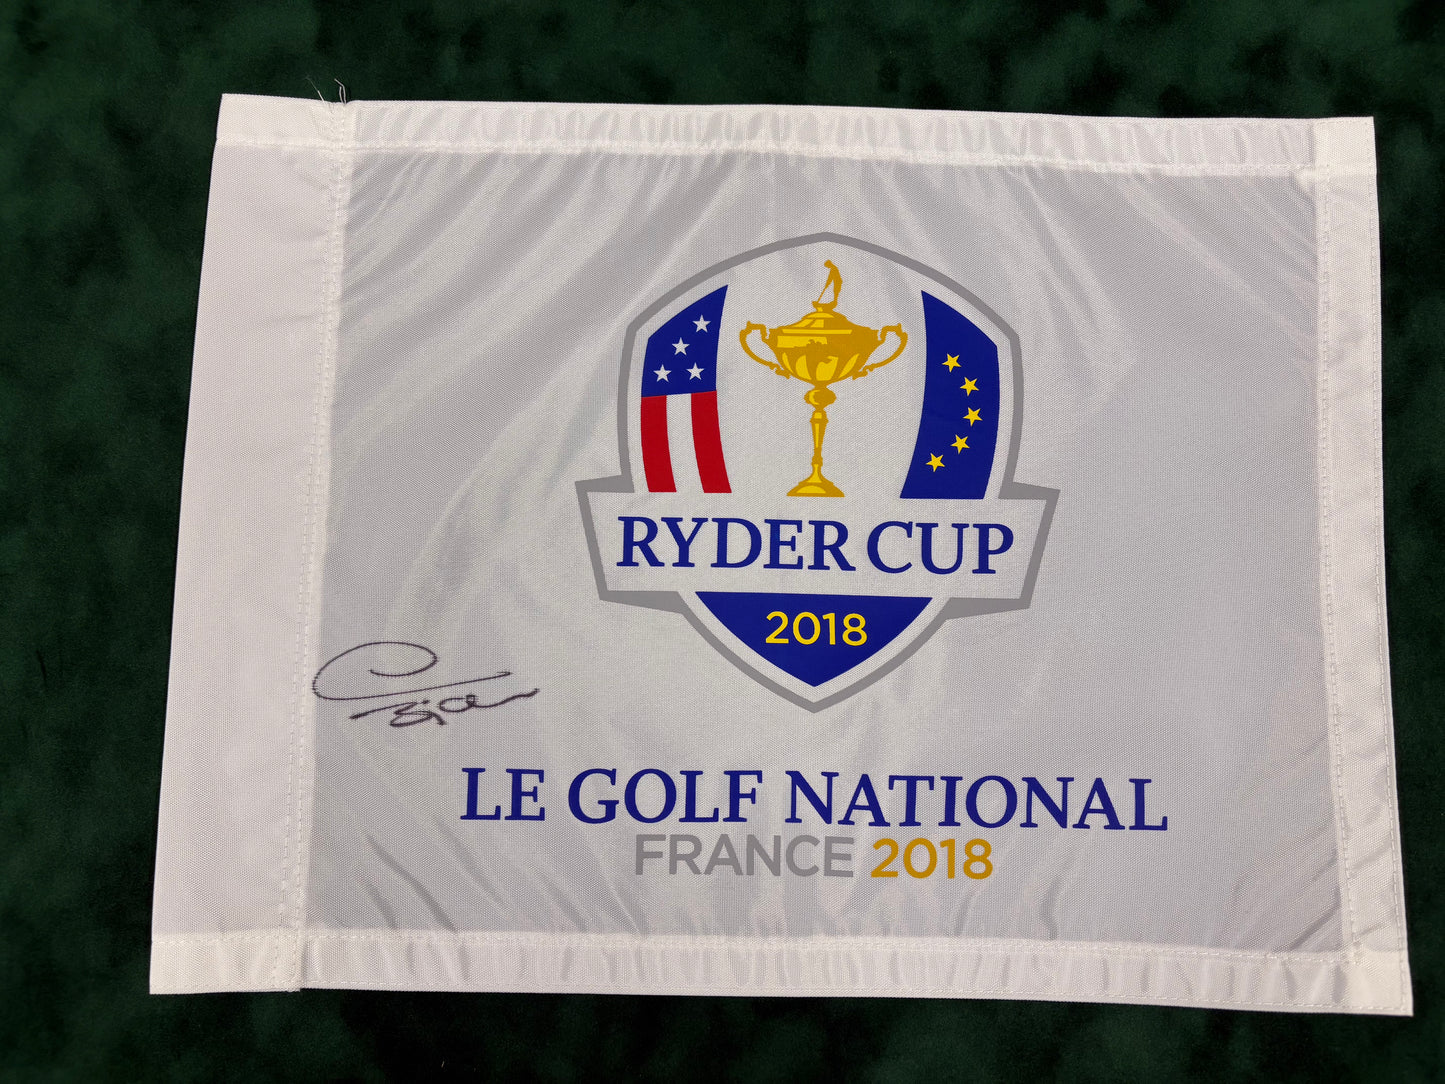 RYDER CUP
2018
LE GOLF NATIONAL
FRANCE 2018